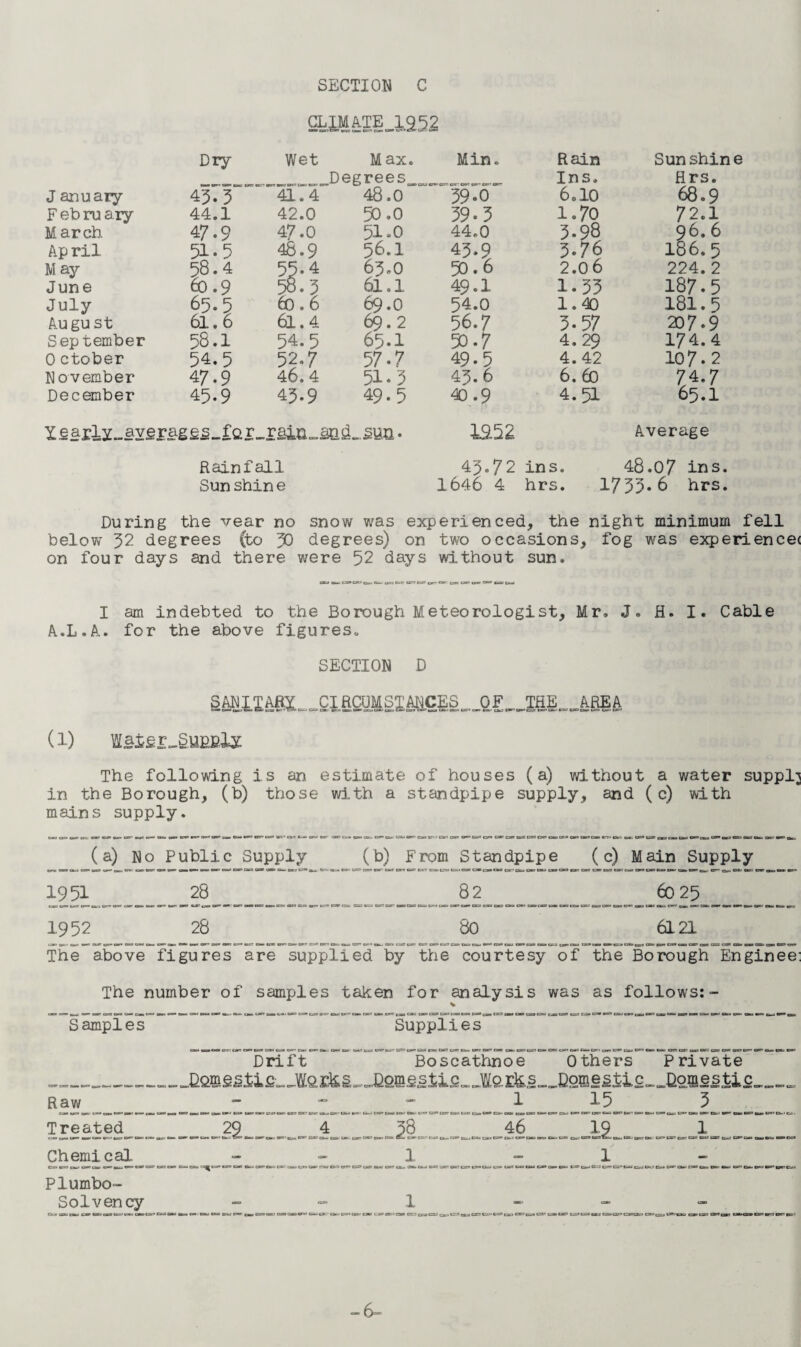 SECTION C
CLIMATE 1952
Dry Wet Max. Min. Rain Sunshine
Degrees Ins. Hrs.
January 43.3 41.4 48.0 39.0 6.10 68.9
February 44.1 42.0 50.0 39.3 1.70 72.1
March 47.9 47.0 51.0 44.0 3.98 96.6
April 51.5 48.9 56.1 43.9 3.76 186.5
May 58.4 55.4 63.0 50.6 2.06 224.2
June 60.9 58.3 61.1 49.1 1.33 187.5
July 65.5 60.6 69.0 54.0 1.40 181.5
August 61.6 61.4 69.2 56.7 3.57 207.9
September 58.1 54.5 65.1 50.7 4.29 174.4
October 54.5 52.7 57.7 49.5 4.42 107.2
November 47.9 46.4 51.3 43.6 6.60 74.7
December 45.9 43.9 49.5 40.9 4.51 65.1
Yearly averages for rain and sun. 1952 Average
Rainfall 43.72 ins. 48.07 ins.
Sunshine 1646 4 hrs. 1733.6 hrs.
During the year no snow was experienced, the night minimum fell
below 32 degrees (to 30 degrees) on two occasions, fog was experience
on four days and there were 52 days without sun.
I am indebted to the Borough Meteorologist, Mr. J. H. I. Cable
A.L.A. for the above figures.
SECTION D
SANITARY CIRCUMSTANCES OF THE AREA
(1) Water Supply
The following is an estimate of houses (a) without a water suppl
in the Borough, (b) those with a standpipe supply, and (c) with
mains supply.
(a) No Public Supply (b) From Standpipe (c) Main Supply
1951 28 82 6025
1952 28 80 6121
The above figures are supplied by the courtesy of the Borough Enginee
The number of samples taken for analysis was as follows:-
Samples Supplies
Drift Boscathnoe Others Private
Domestic Works Domestic Works Domestic Domestic
Raw - - - 1 15 3
Treated 29 4 38 46 19 1
Chemical - - 1 - 1 -
Plumbo-
Solvency - - 1 - - -
-6-